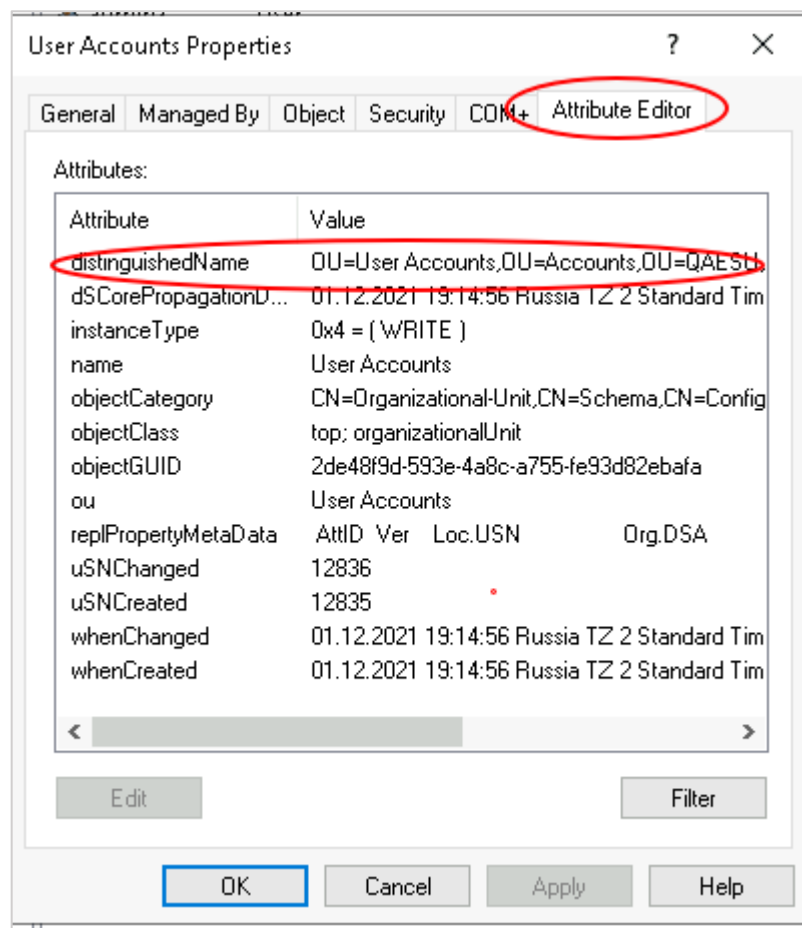 User Accounts Properties ? ×
General Managed By Object Security COM+ Attribute Editor
Attributes:
Attribute Value
distinguishedName OU=User Accounts,OU=Accounts,OU=QAESU,
dSCorePropagationD... 01.12.2021 19:14:56 Russia TZ 2 Standard Tim
instanceType 0x4 = ( WRITE )
name User Accounts
objectCategory CN=Organizational-Unit,CN=Schema,CN=Config
objectClass top; organizationalUnit
objectGUID 2de48f9d-593e-4a8c-a755-fe93d82ebafa
ou User Accounts
replPropertyMetaData AttID Ver Loc.USN Org.DSA
uSNChanged 12836
uSNCreated 12835
whenChanged 01.12.2021 19:14:56 Russia TZ 2 Standard Tim
whenCreated 01.12.2021 19:14:56 Russia TZ 2 Standard Tim
Edit Filter
OK Cancel Apply Help